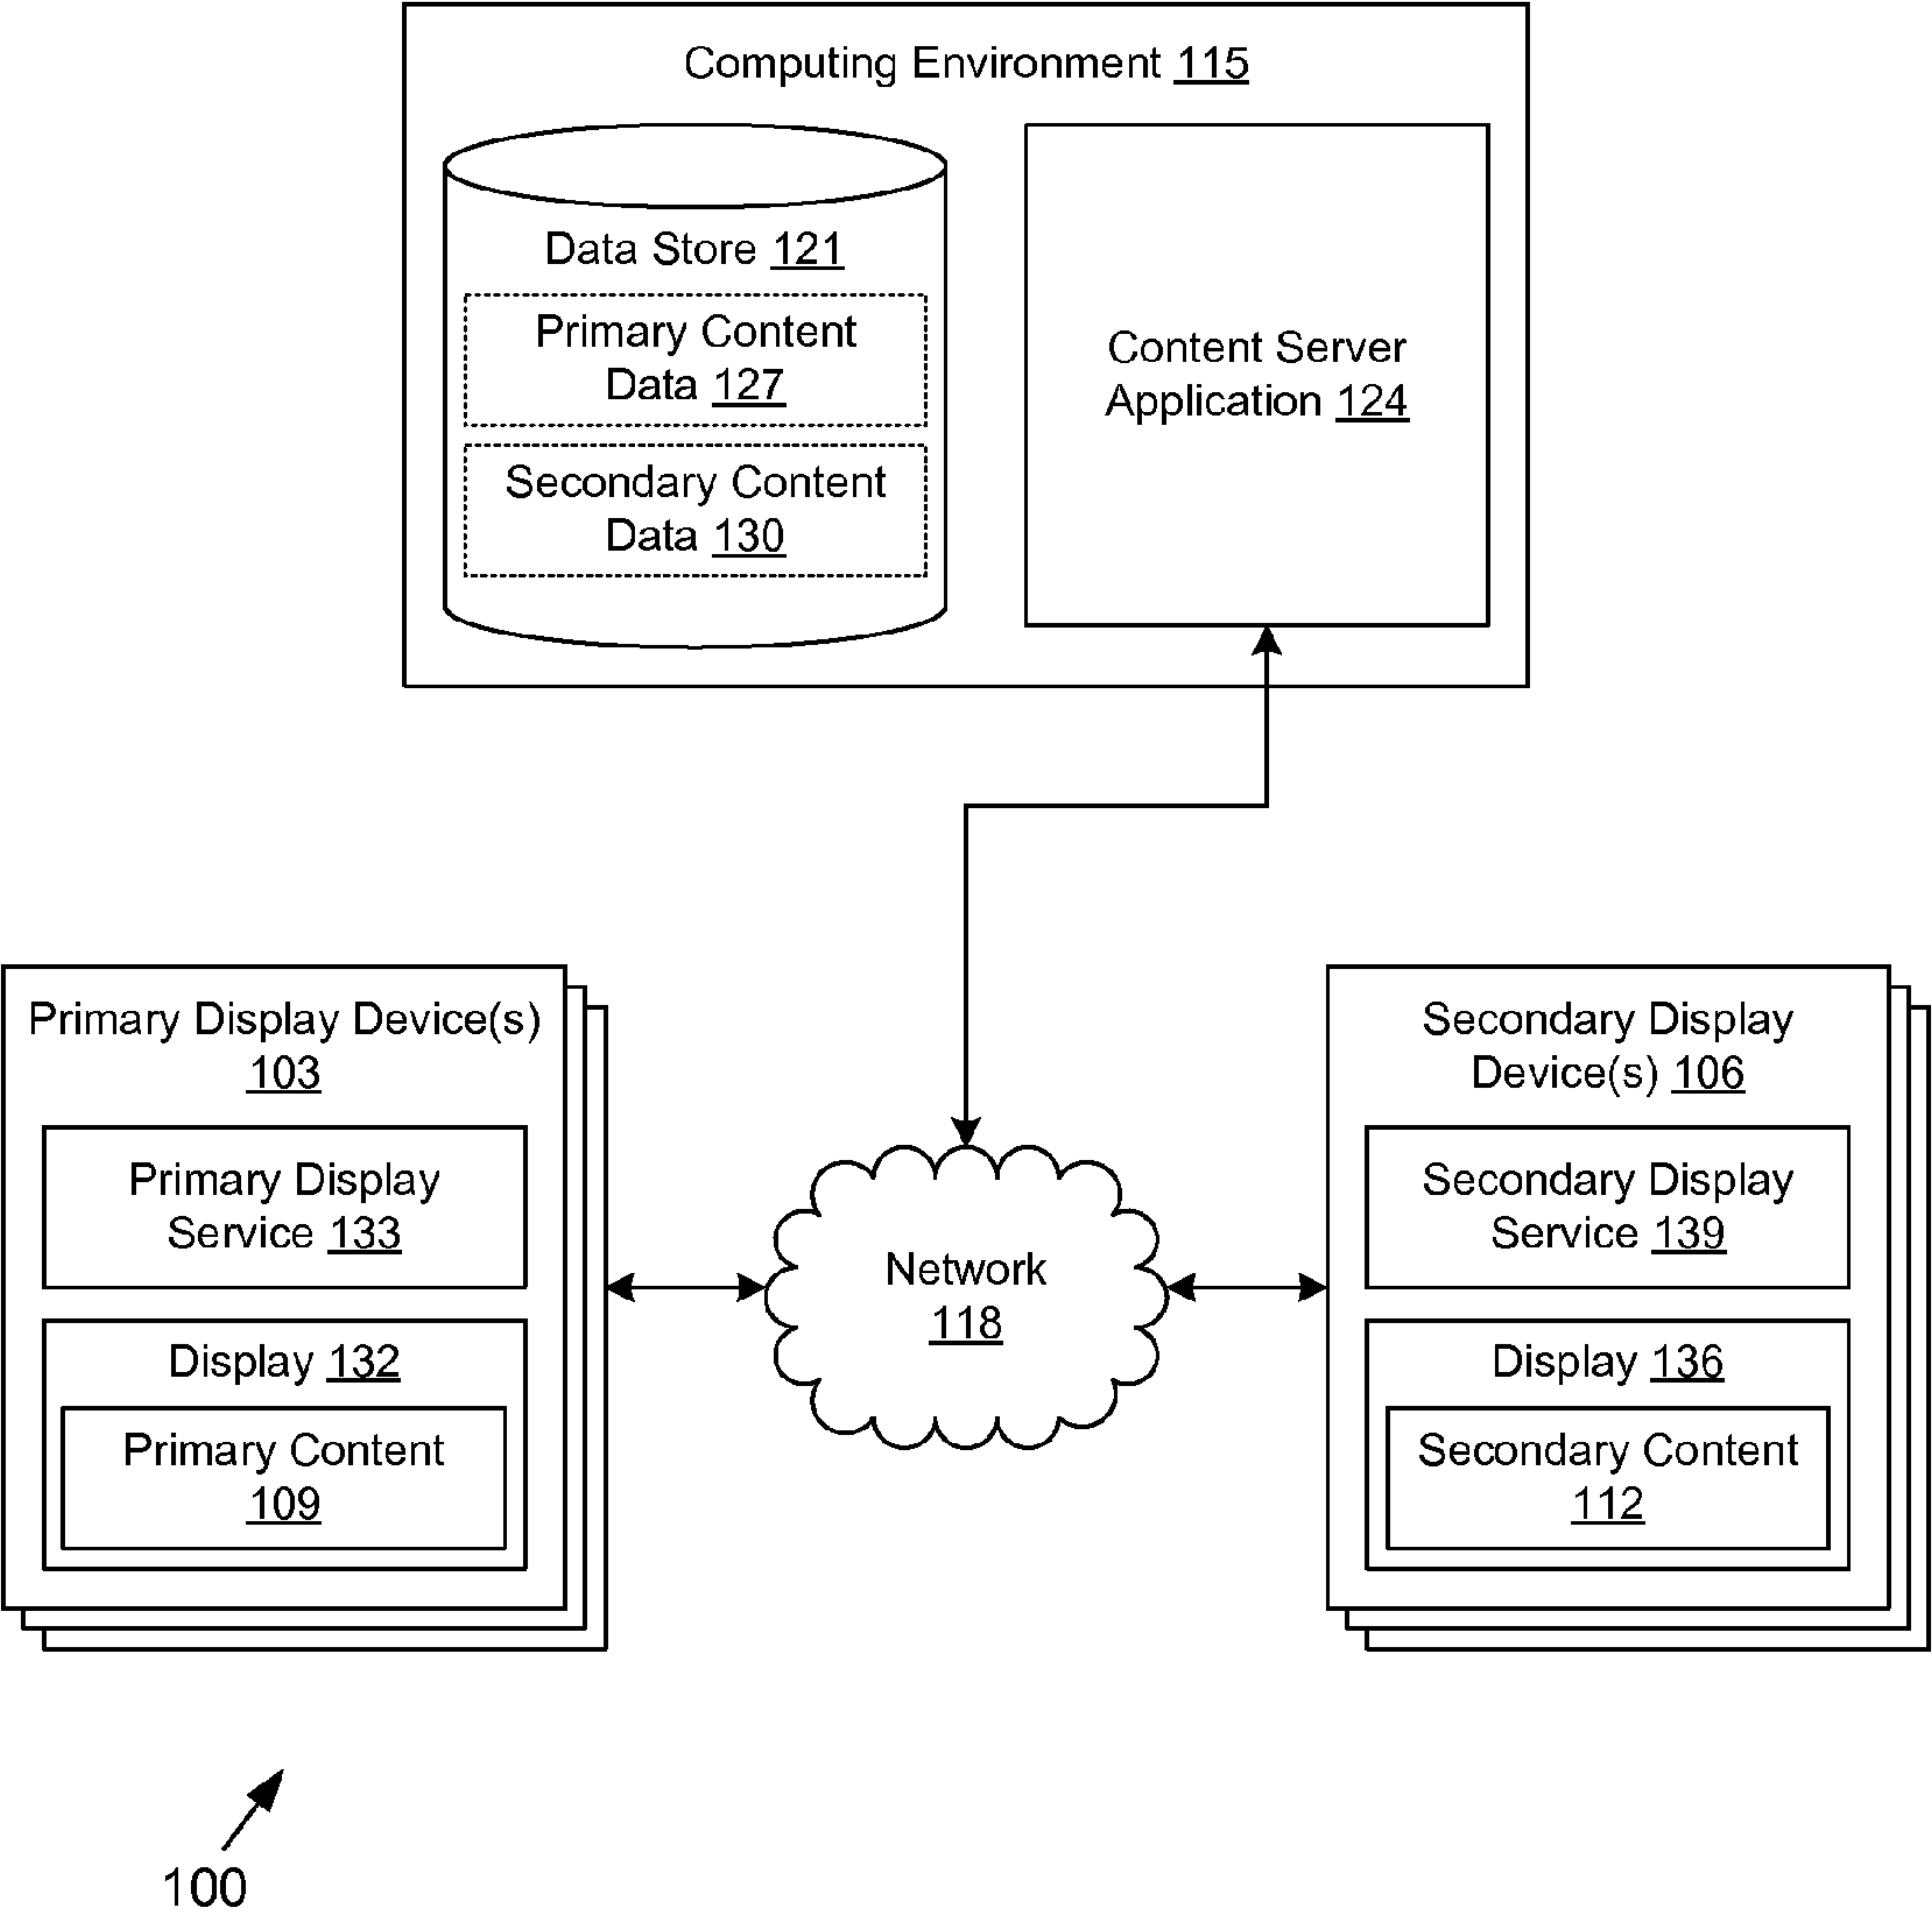 Computing Environment 115
Data Store 121
Primary Content
Data 127
Secondary Content
Data 130
Content Server
Application 124
Primary Display Device(s)
103
Primary Display
Service 133
Display 132
Primary Content
109
Network
118
Secondary Display
Device(s) 106
Secondary Display
Service 139
Display 136
Secondary Content
112
100